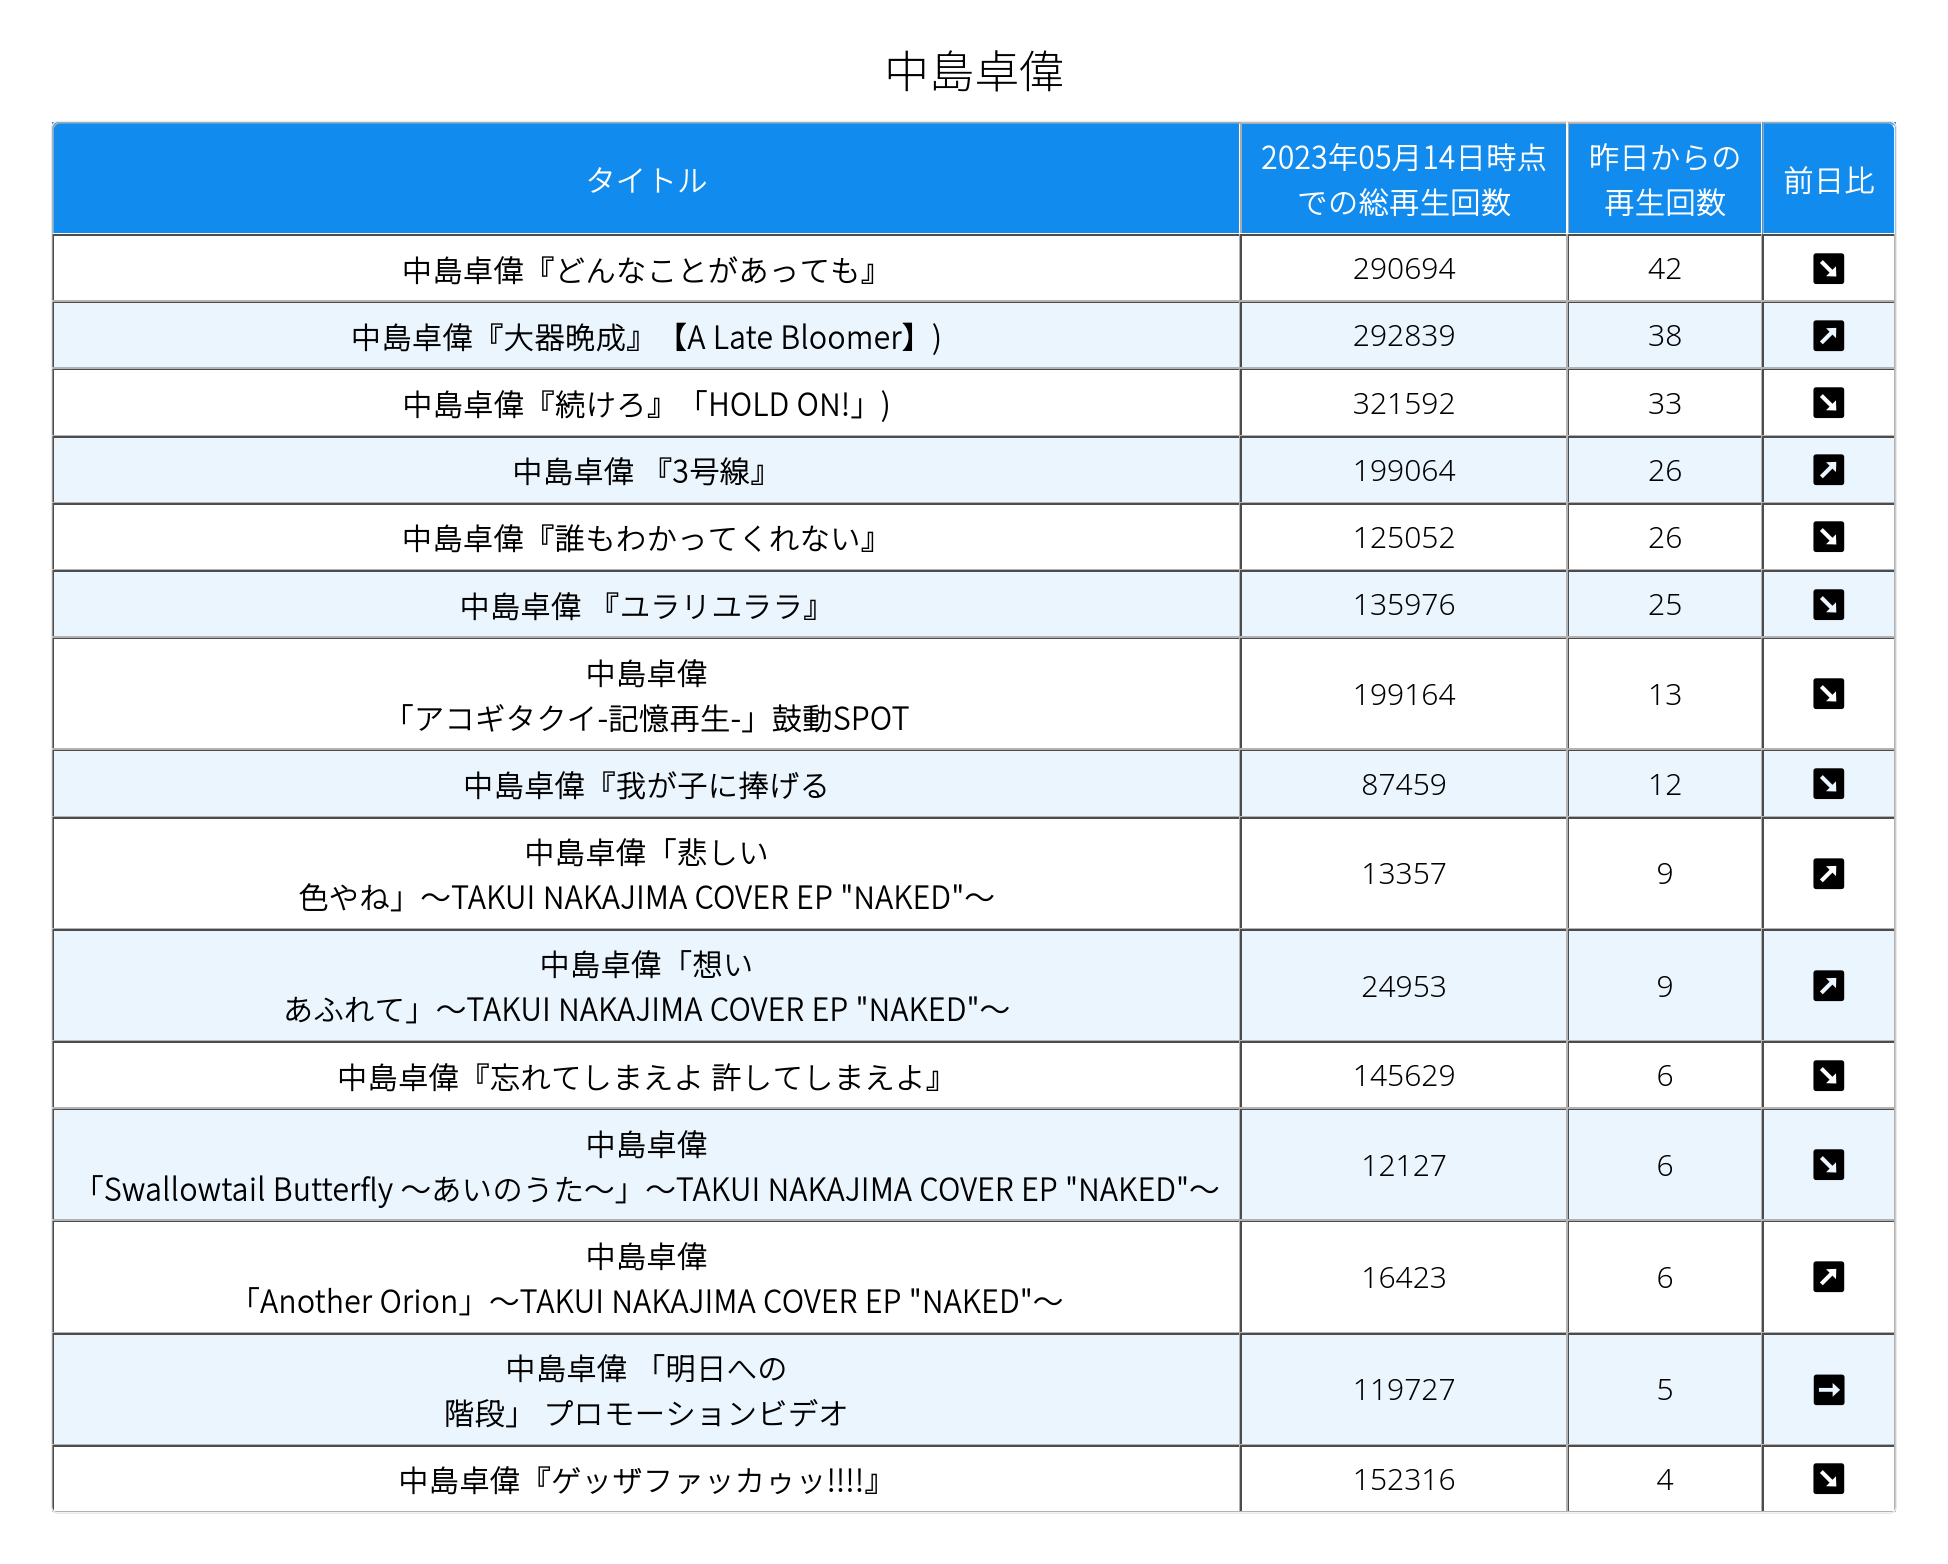 中島卓偉
タイトル
2023年05月14日時点
での総再生回数
昨日からの
再生回数
前日比
中島卓偉『どんなことがあっても』 290694 42 ↘
中島卓偉『大器晩成』【A Late Bloomer】) 292839 38 ↗
中島卓偉『続けろ』「HOLD ON!」) 321592 33 ↘
中島卓偉 『3号線』 199064 26 ↗
中島卓偉『誰もわかってくれない』 125052 26 ↘
中島卓偉 『ユラリユララ』 135976 25 ↘
中島卓偉
「アコギタクイ-記憶再生-」鼓動SPOT 199164 13 ↘
中島卓偉『我が子に捧げる 87459 12 ↘
中島卓偉「悲しい
色やね」～TAKUI NAKAJIMA COVER EP "NAKED"～ 13357 9 ↗
中島卓偉「想い
あふれて」～TAKUI NAKAJIMA COVER EP "NAKED"～ 24953 9 ↗
中島卓偉『忘れてしまえよ 許してしまえよ』 145629 6 ↘
中島卓偉
「Swallowtail Butterfly ～あいのうた～」～TAKUI NAKAJIMA COVER EP "NAKED"～ 12127 6 ↘
中島卓偉
「Another Orion」～TAKUI NAKAJIMA COVER EP "NAKED"～ 16423 6 ↗
中島卓偉 「明日への
階段」 プロモーションビデオ 119727 5 →
中島卓偉『ゲッザファッカゥッ!!!!』 152316 4 ↘